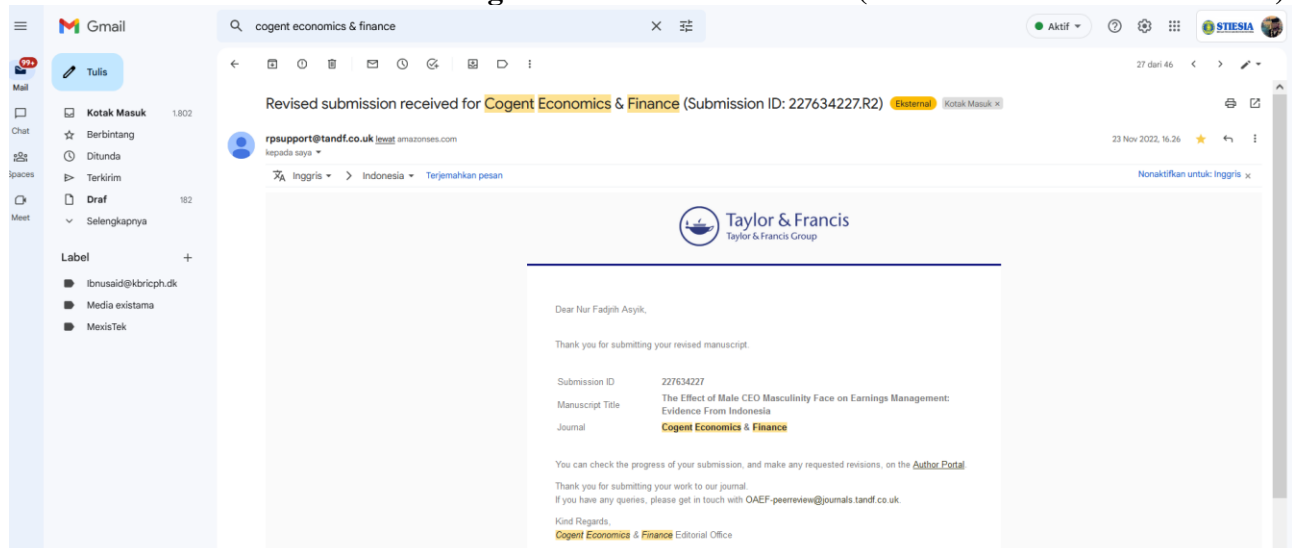 Gmail
cogent economics & finance
Aktif
STIESIA
99+
Mail
Chat
Spaces
Meet
Tulis
Kotak Masuk 1.802
Berbintang
Ditunda
Terkirim
Draf 182
Selengkapnya
Label +
Ibnusaid@kbricph.dk
Media existama
MexisTek
27 dari 46
Revised submission received for Cogent Economics & Finance (Submission ID: 227634227.R2) Eksternal Kotak Masuk ×
rpsupport@tandf.co.uk lewat amazonses.com
23 Nov 2022, 16.26
kepada saya
Inggris > Indonesia Terjemahkan pesan
Nonaktifkan untuk: Inggris ×
Taylor & Francis
Taylor & Francis Group
Dear Nur Fadjrih Asyik,
Thank you for submitting your revised manuscript.
Submission ID 227634227
Manuscript Title The Effect of Male CEO Masculinity Face on Earnings Management:
Evidence From Indonesia
Journal Cogent Economics & Finance
You can check the progress of your submission, and make any requested revisions, on the Author Portal.
Thank you for submitting your work to our journal.
If you have any queries, please get in touch with OAEF-peerreview@journals.tandf.co.uk.
Kind Regards,
Cogent Economics & Finance Editorial Office